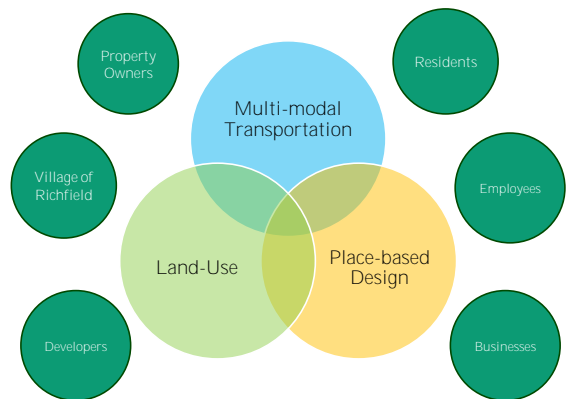 Property
Owners
Residents
Multi-modal
Transportation
Village of
Richfield
Employees
Land-Use
Place-based
Design
Developers
Businesses